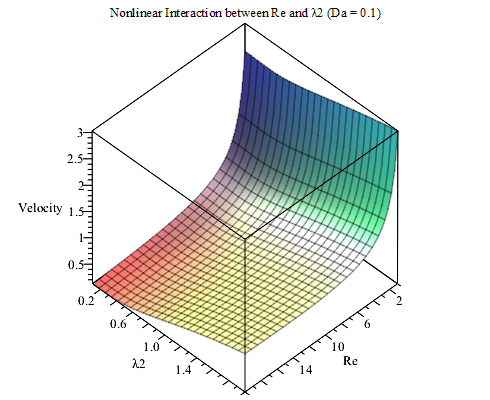 Nonlinear Interaction between Re and λ2 (Da = 0.1)
3
2.5
2
Velocity 1.5
1
0.5
0.2 2
0.6 6
1.0 10
λ2 1.4 14 Re